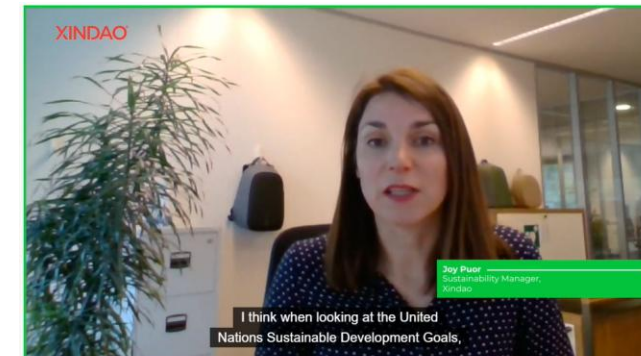 XINDAO
Joy Puor
Sustainability Manager,
Xindao
I think when looking at the United
Nations Sustainable Development Goals,